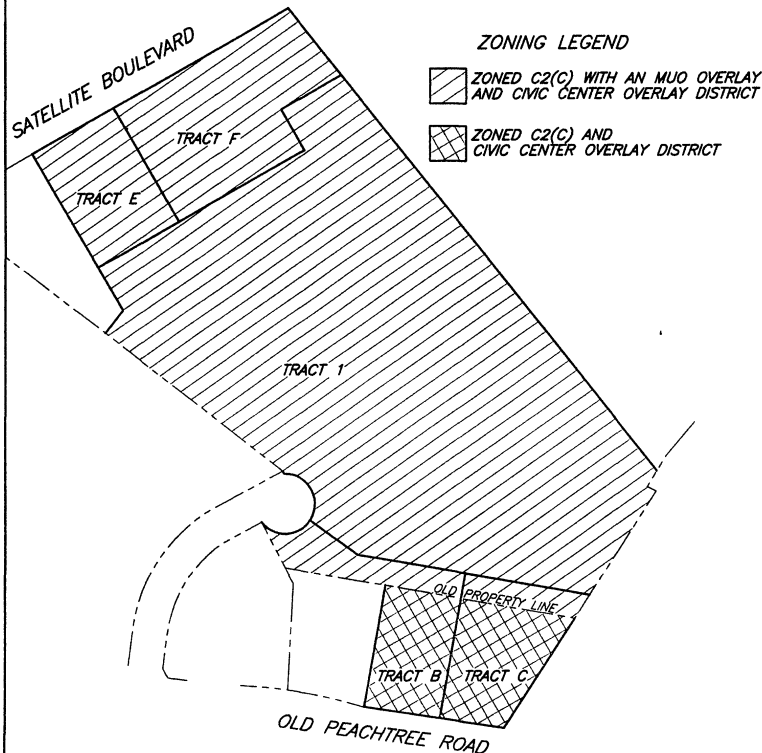 ZONING LEGEND
SATELLITE BOULEVARD
ZONED C2(C) WITH AN MUO OVERLAY
AND CIVIC CENTER OVERLAY DISTRICT
ZONED C2(C) AND
CIVIC CENTER OVERLAY DISTRICT
TRACT F
TRACT E
TRACT 1
OLD PROPERTY LINE
TRACT B
TRACT C
OLD PEACHTREE ROAD